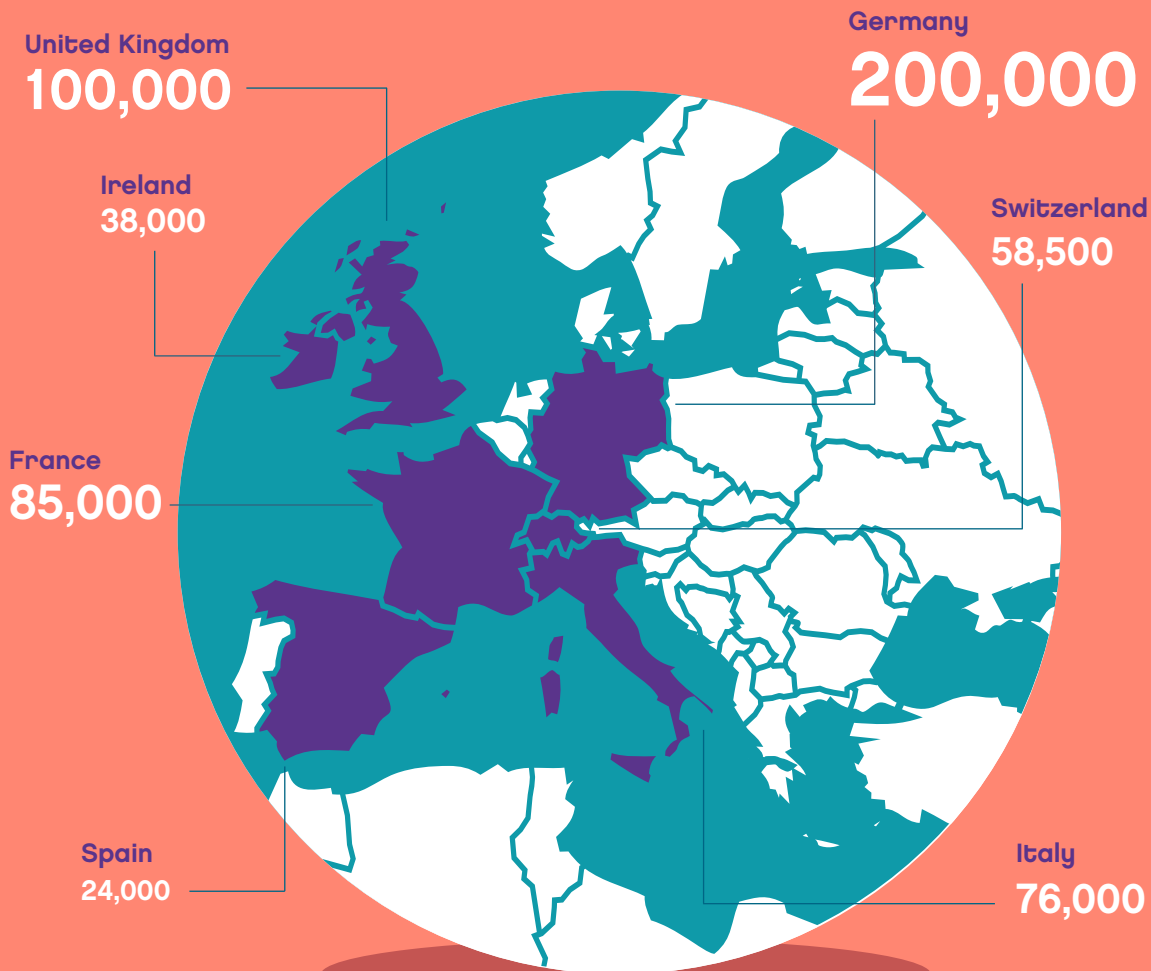 United Kingdom
100,000
Germany
200,000
Ireland
38,000
Switzerland
58,500
France
85,000
Spain
24,000
Italy
76,000